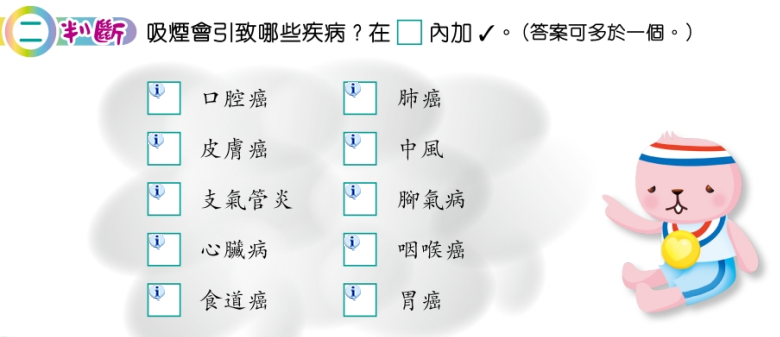 二 判斷 吸煙會引致哪些疾病？在□內加✓。（答案可多於一個。）
口腔癌 肺癌
皮膚癌 中風
支氣管炎 腳氣病
心臟病 咽喉癌
食道癌 胃癌